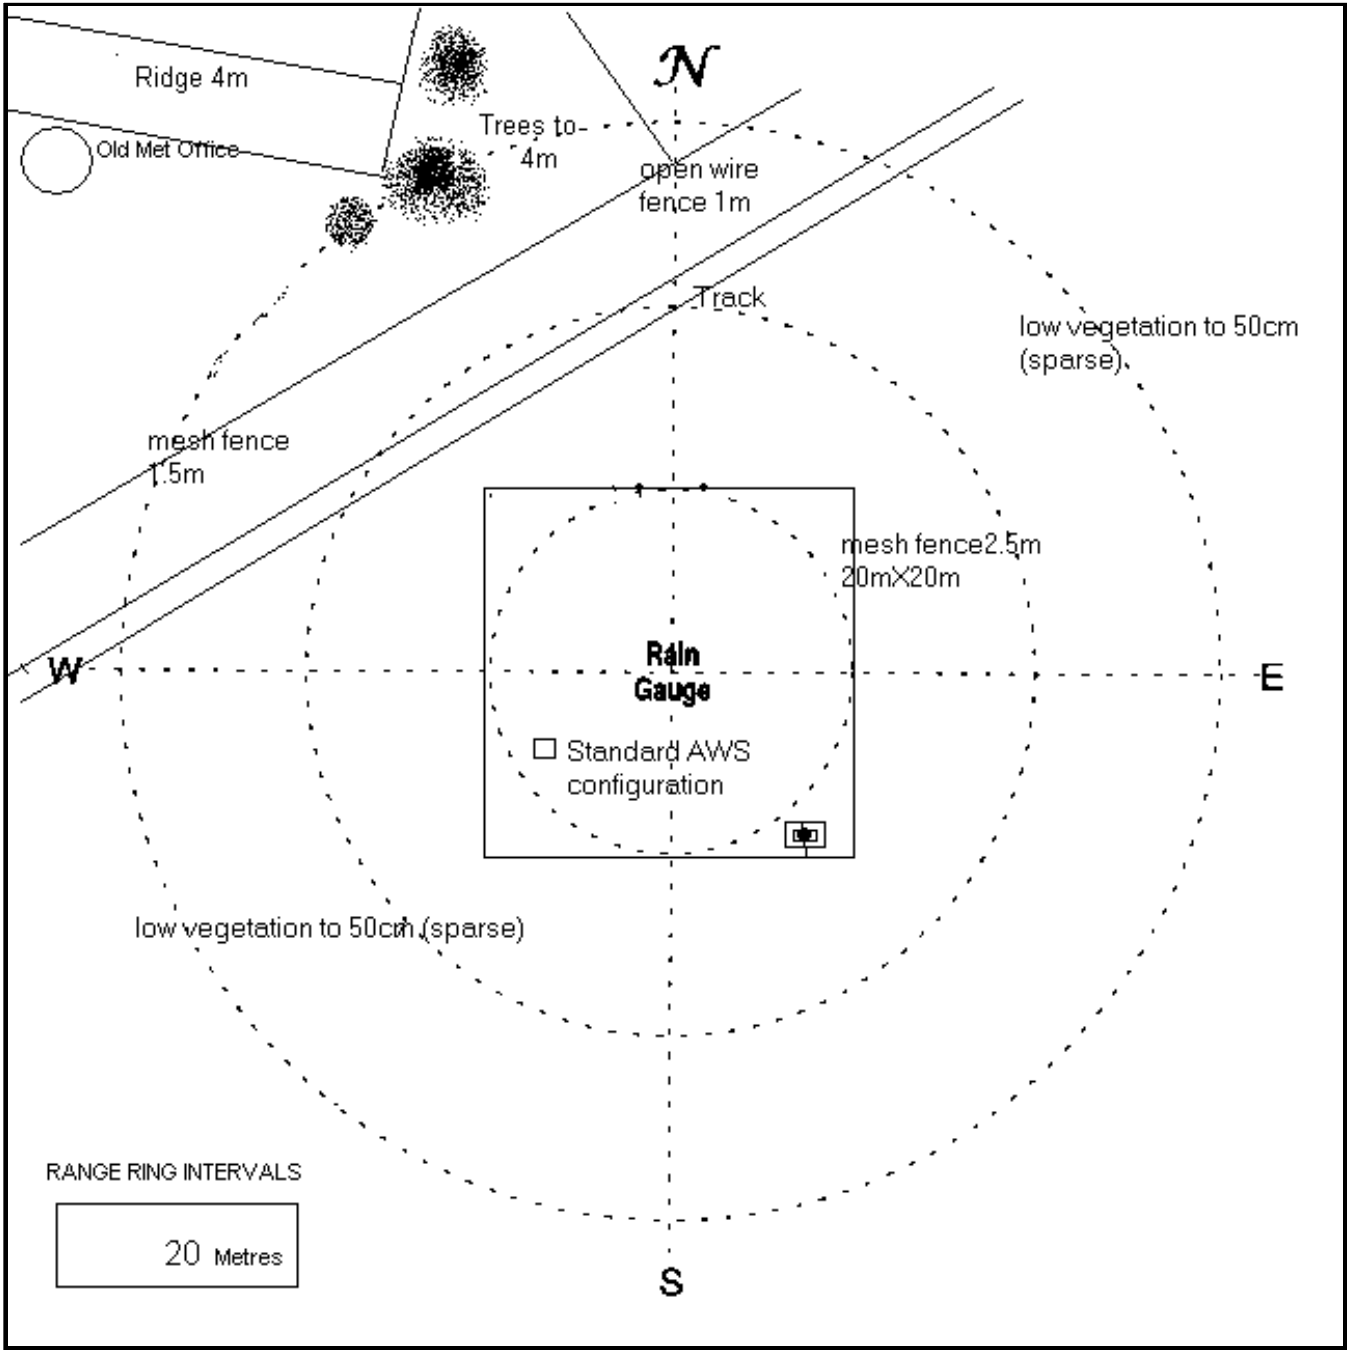 N
Ridge 4m
Old Met Office
Trees to
4m
open wire
fence 1m
Track
low vegetation to 50cm
(sparse)
mesh fence
1.5m
mesh fence2.5m
20mX20m
W
Rain
Gauge
E
Standard AWS
configuration
low vegetation to 50cm (sparse)
RANGE RING INTERVALS
20 Metres
S